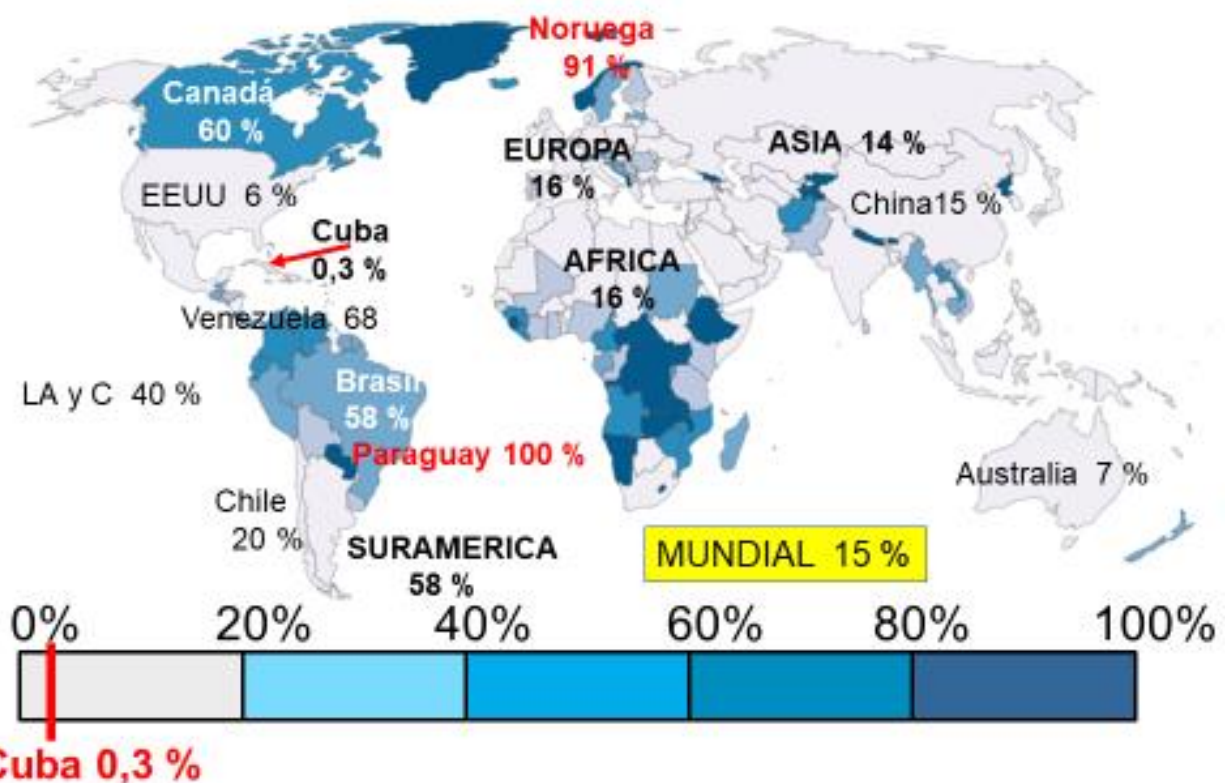 Noruega
91 %
Canadá
60 %
EUROPA
16 %
ASIA 14 %
EEUU 6 %
China15 %
Cuba
0,3 %
AFRICA
16 %
Venezuela 68
LA y C 40 %
Brasil
58 %
Paraguay 100 %
Australia 7 %
Chile
20 %
SURAMERICA
58 %
MUNDIAL 15 %
0% 20% 40% 60% 80% 100%
Cuba 0,3 %